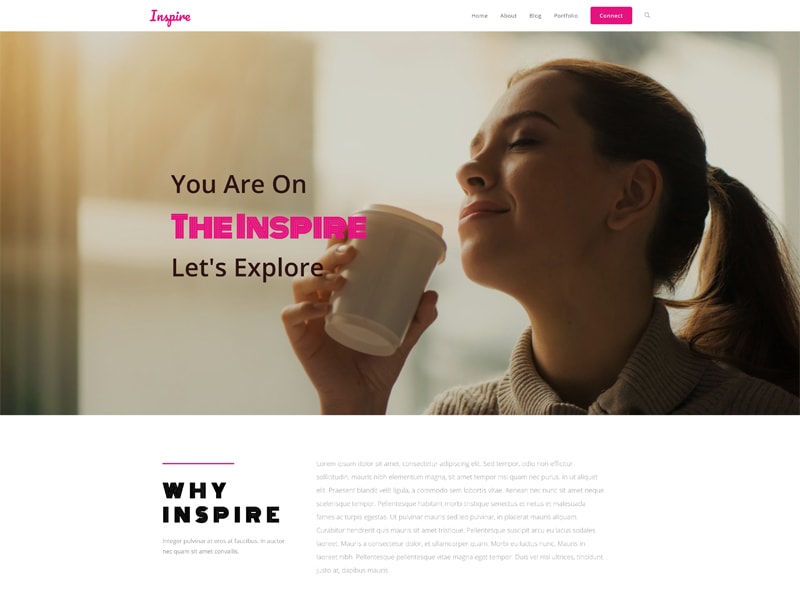 Inspire
Home About Blog Portfolio Connect
You Are On
THE INSPIRE
Let's Explore
WHY
INSPIRE
Integer pulvinar at eros at faucibus. In auctor
nec quam sit amet convallis.
Lorem ipsum dolor sit amet, consectetur adipiscing elit. Sed tempor, odio non efficitur
sollicitudin, mauris nibh elementum magna, sit amet tempor nisi quam nec purus. In ut aliquet
elit. Praesent blandit velit ligula, a commodo sem lobortis vitae. Aenean nec nunc sit amet neque
scelerisque tempor. Pellentesque habitant morbi tristique senectus et netus et malesuada
fames ac turpis egestas. Ut pulvinar mauris sed leo pulvinar, in placerat mauris aliquam.
Curabitur hendrerit quis mauris sit amet tristique. Pellentesque suscipit arcu eu lacus sodales
laoreet. Mauris a consectetur dolor, et ullamcorper quam. Morbi eu luctus nunc. Mauris in
laoreet nibh. Pellentesque pellentesque vitae magna eget tempor. Duis vel nisi ultrices, tincidunt
justo at, dapibus mauris.